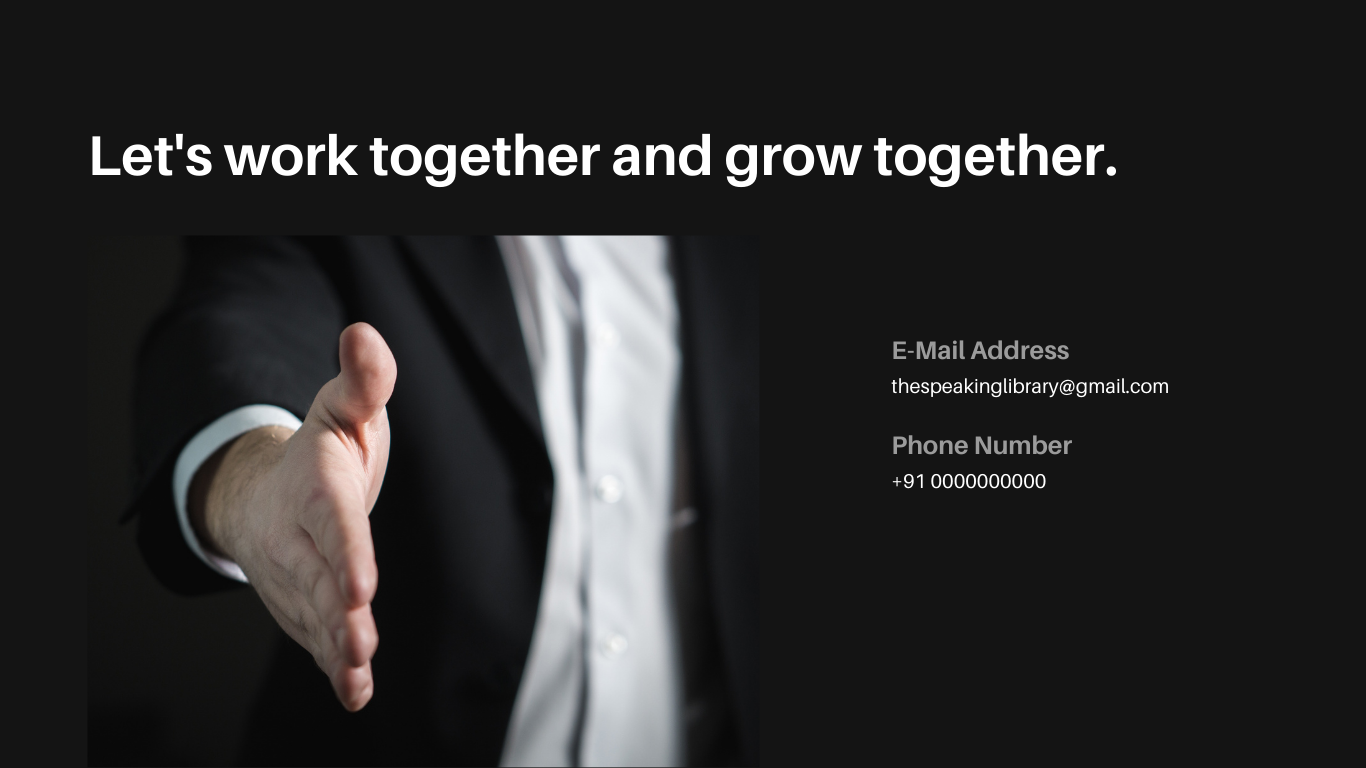 Let's work together and grow together.
E-Mail Address
thespeakinglibrary@gmail.com
Phone Number
+91 0000000000